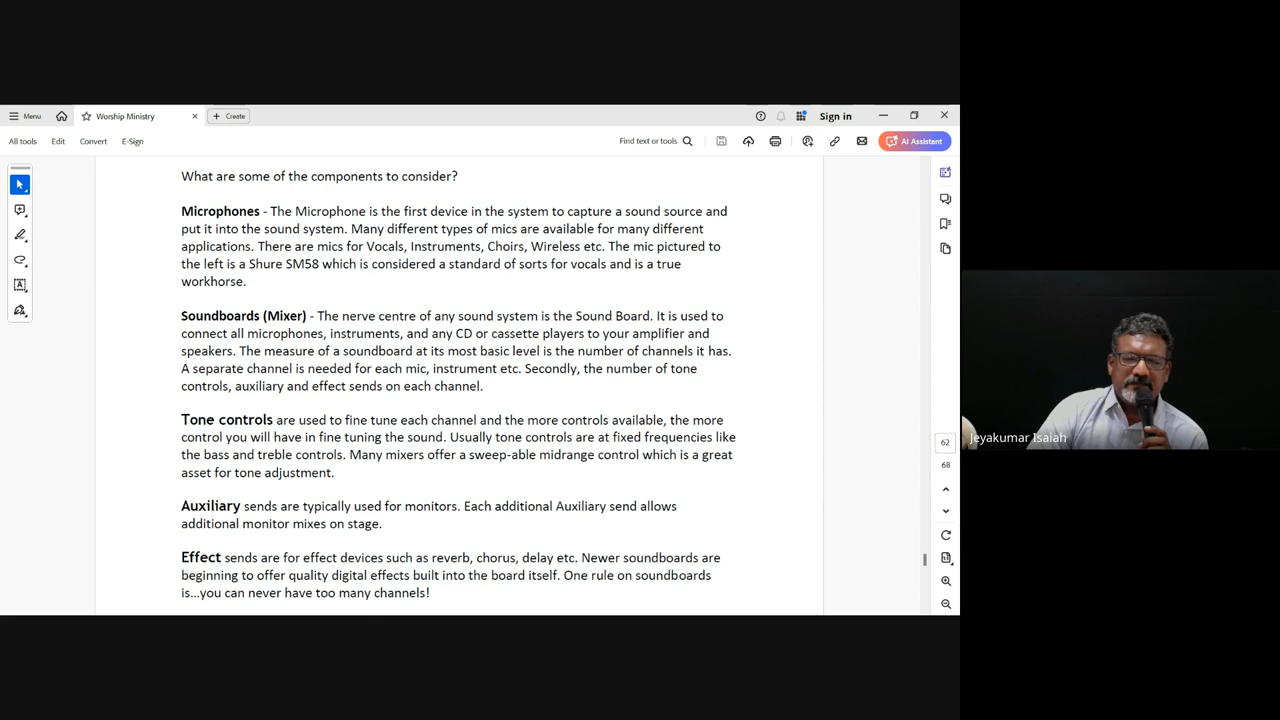 Menu
Worship Ministry
Create
Sign in
All tools
Edit
Convert
E-Sign
Find text or tools
AI Assistant
What are some of the components to consider?
Microphones - The Microphone is the first device in the system to capture a sound source and
put it into the sound system. Many different types of mics are available for many different
applications. There are mics for Vocals, Instruments, Choirs, Wireless etc. The mic pictured to
the left is a Shure SM58 which is considered a standard of sorts for vocals and is a true
workhorse.
Soundboards (Mixer) - The nerve centre of any sound system is the Sound Board. It is used to
connect all microphones, instruments, and any CD or cassette players to your amplifier and
speakers. The measure of a soundboard at its most basic level is the number of channels it has.
A separate channel is needed for each mic, instrument etc. Secondly, the number of tone
controls, auxiliary and effect sends on each channel.
Tone controls are used to fine tune each channel and the more controls available, the more
control you will have in fine tuning the sound. Usually tone controls are at fixed frequencies like
the bass and treble controls. Many mixers offer a sweep-able midrange control which is a great
asset for tone adjustment.
Auxiliary sends are typically used for monitors. Each additional Auxiliary send allows
additional monitor mixes on stage.
Effect sends are for effect devices such as reverb, chorus, delay etc. Newer soundboards are
beginning to offer quality digital effects built into the board itself. One rule on soundboards
is...you can never have too many channels!
62
68
Jeyakumar Isaiah